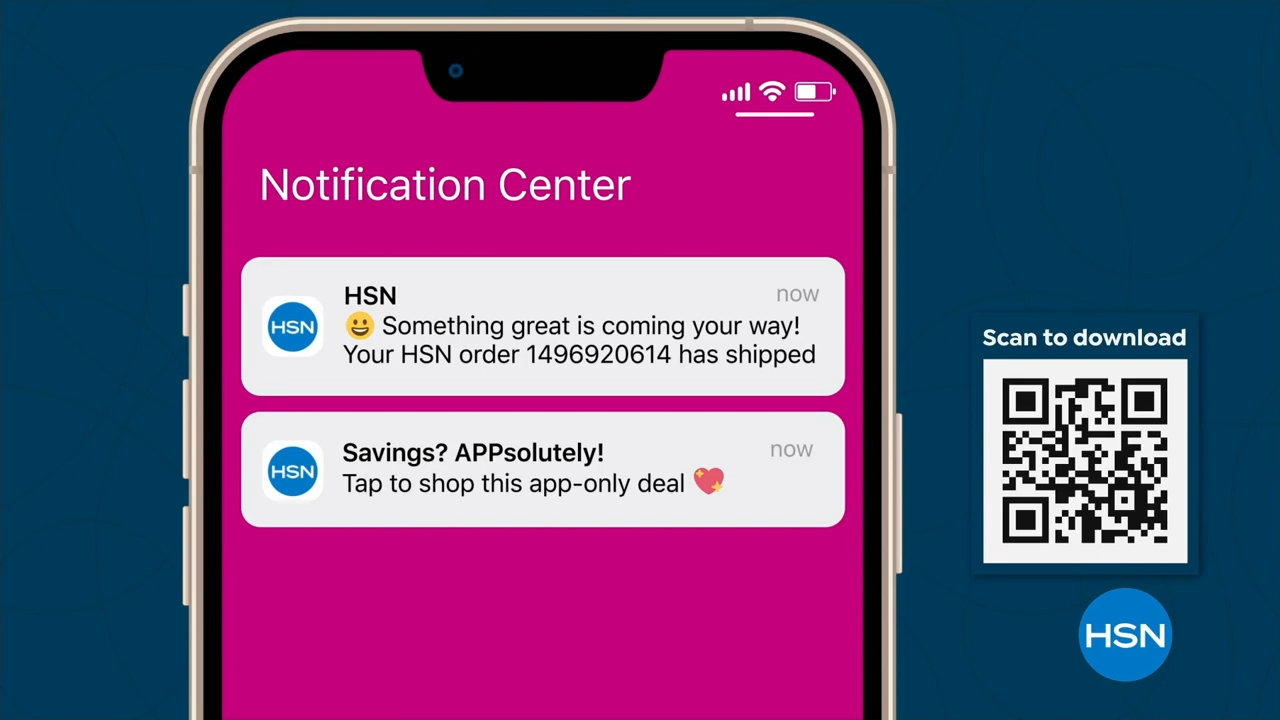 Notification Center
HSN
HSN
now
😀 Something great is coming your way!
Your HSN order 1496920614 has shipped
HSN
Savings? APPsolutely!
now
Tap to shop this app-only deal 💖
Scan to download
HSN